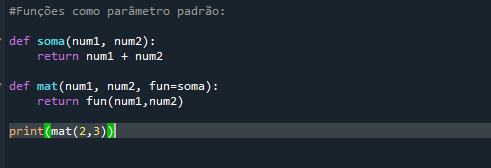 #Funções como parâmetro padrão:
def soma(num1, num2):
    return num1 + num2
def mat(num1, num2, fun=soma):
    return fun(num1,num2)
print(mat(2,3))